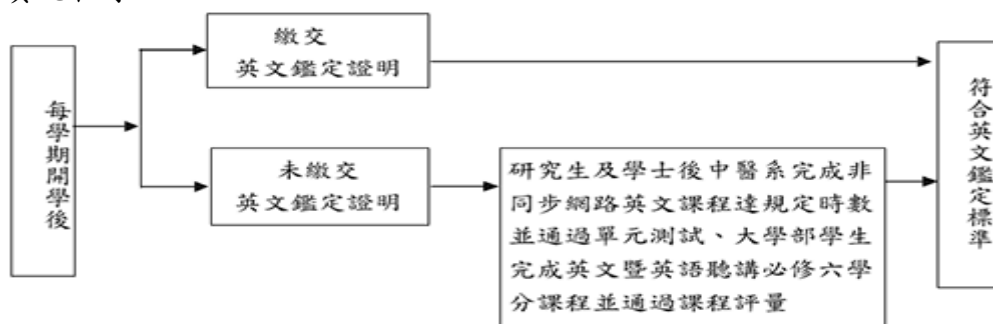 每學期開學後
繳交
英文鑑定證明
未繳交
英文鑑定證明
研究生及學士後中醫系完成非
同步網路英文課程達規定時數
並通過單元測試、大學部學生
完成英文暨英語聽講必修六學
分課程並通過課程評量
符合英文鑑定標準